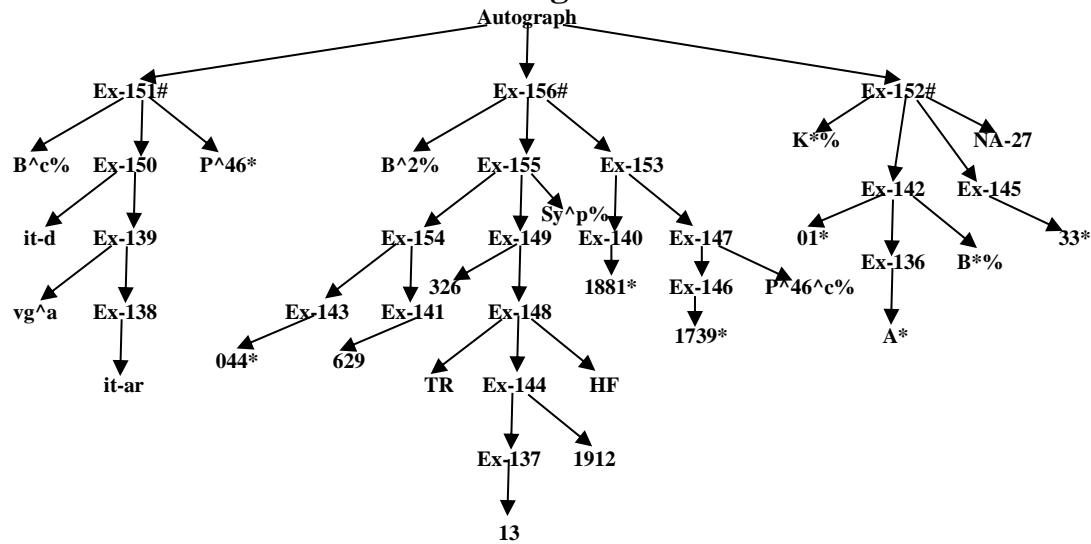 Autograph
Ex-151# Ex-156# Ex-152#
K*% NA-27
B^c% Ex-150 P^46* B^2% Ex-155 Ex-153
Ex-142 Ex-145
Sy^p%
it-d Ex-139 Ex-154 Ex-149 Ex-140 Ex-147 01* 33*
Ex-136 B*%
326 1881* Ex-146 P^46^c%
vg^a Ex-138 Ex-143 Ex-141 Ex-148
1739* A*
044* 629
it-ar TR Ex-144 HF
Ex-137 1912
13